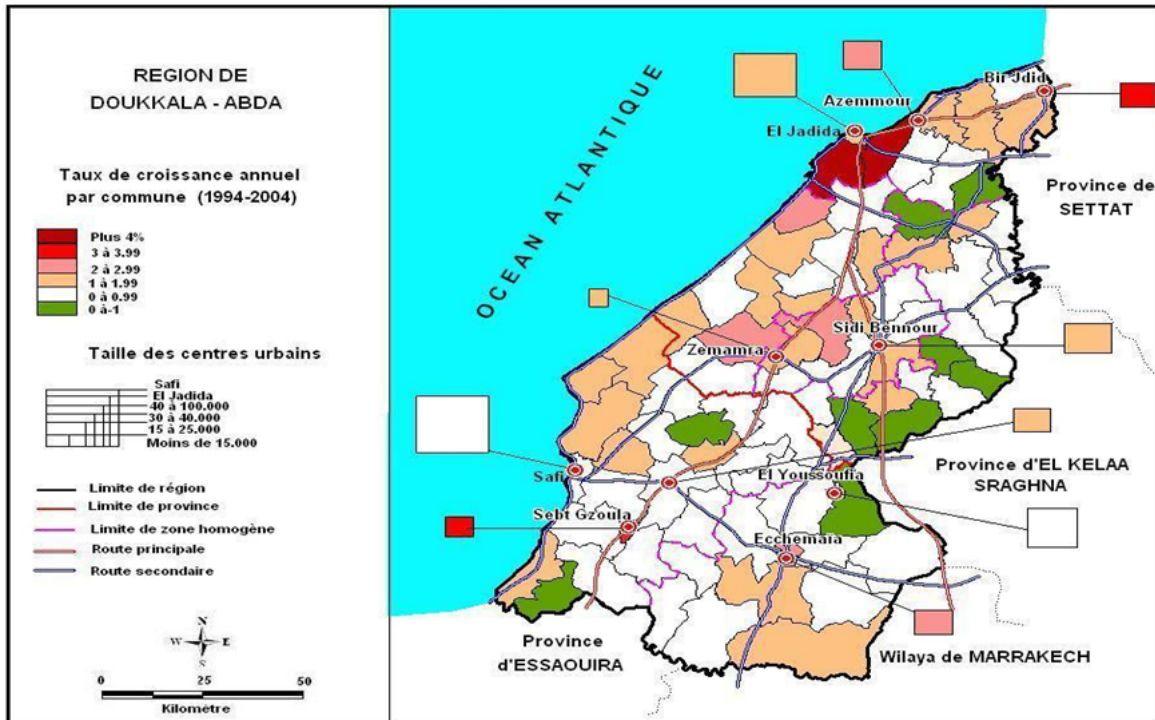 REGION DE
DOUKKALA - ABDA
Taux de croissance annuel
par commune (1994-2004)
Plus 4%
3 à 3.99
2 à 2.99
1 à 1.99
0 à 0.99
0 à-1
Taille des centres urbains
Safi
El Jadida
40 à 100.000
30 à 40.000
15 à 25.000
Moins de 15.000
Limite de région
Limite de province
Limite de zone homogène
Route principale
Route secondaire
N
W E
S
0 25 50
Kilométre
OCEAN ATLANTIQUE
Bir Jdid
Azemmour
El Jadida
Province de
SETTAT
Sidi Bennour
Zemamra
Safi
El Youssoufia
Province d'EL KELAA
SRAGHNA
Sebt Gzoula
Ecchemaia
Province
d'ESSAOUIRA
Wilaya de MARRAKECH